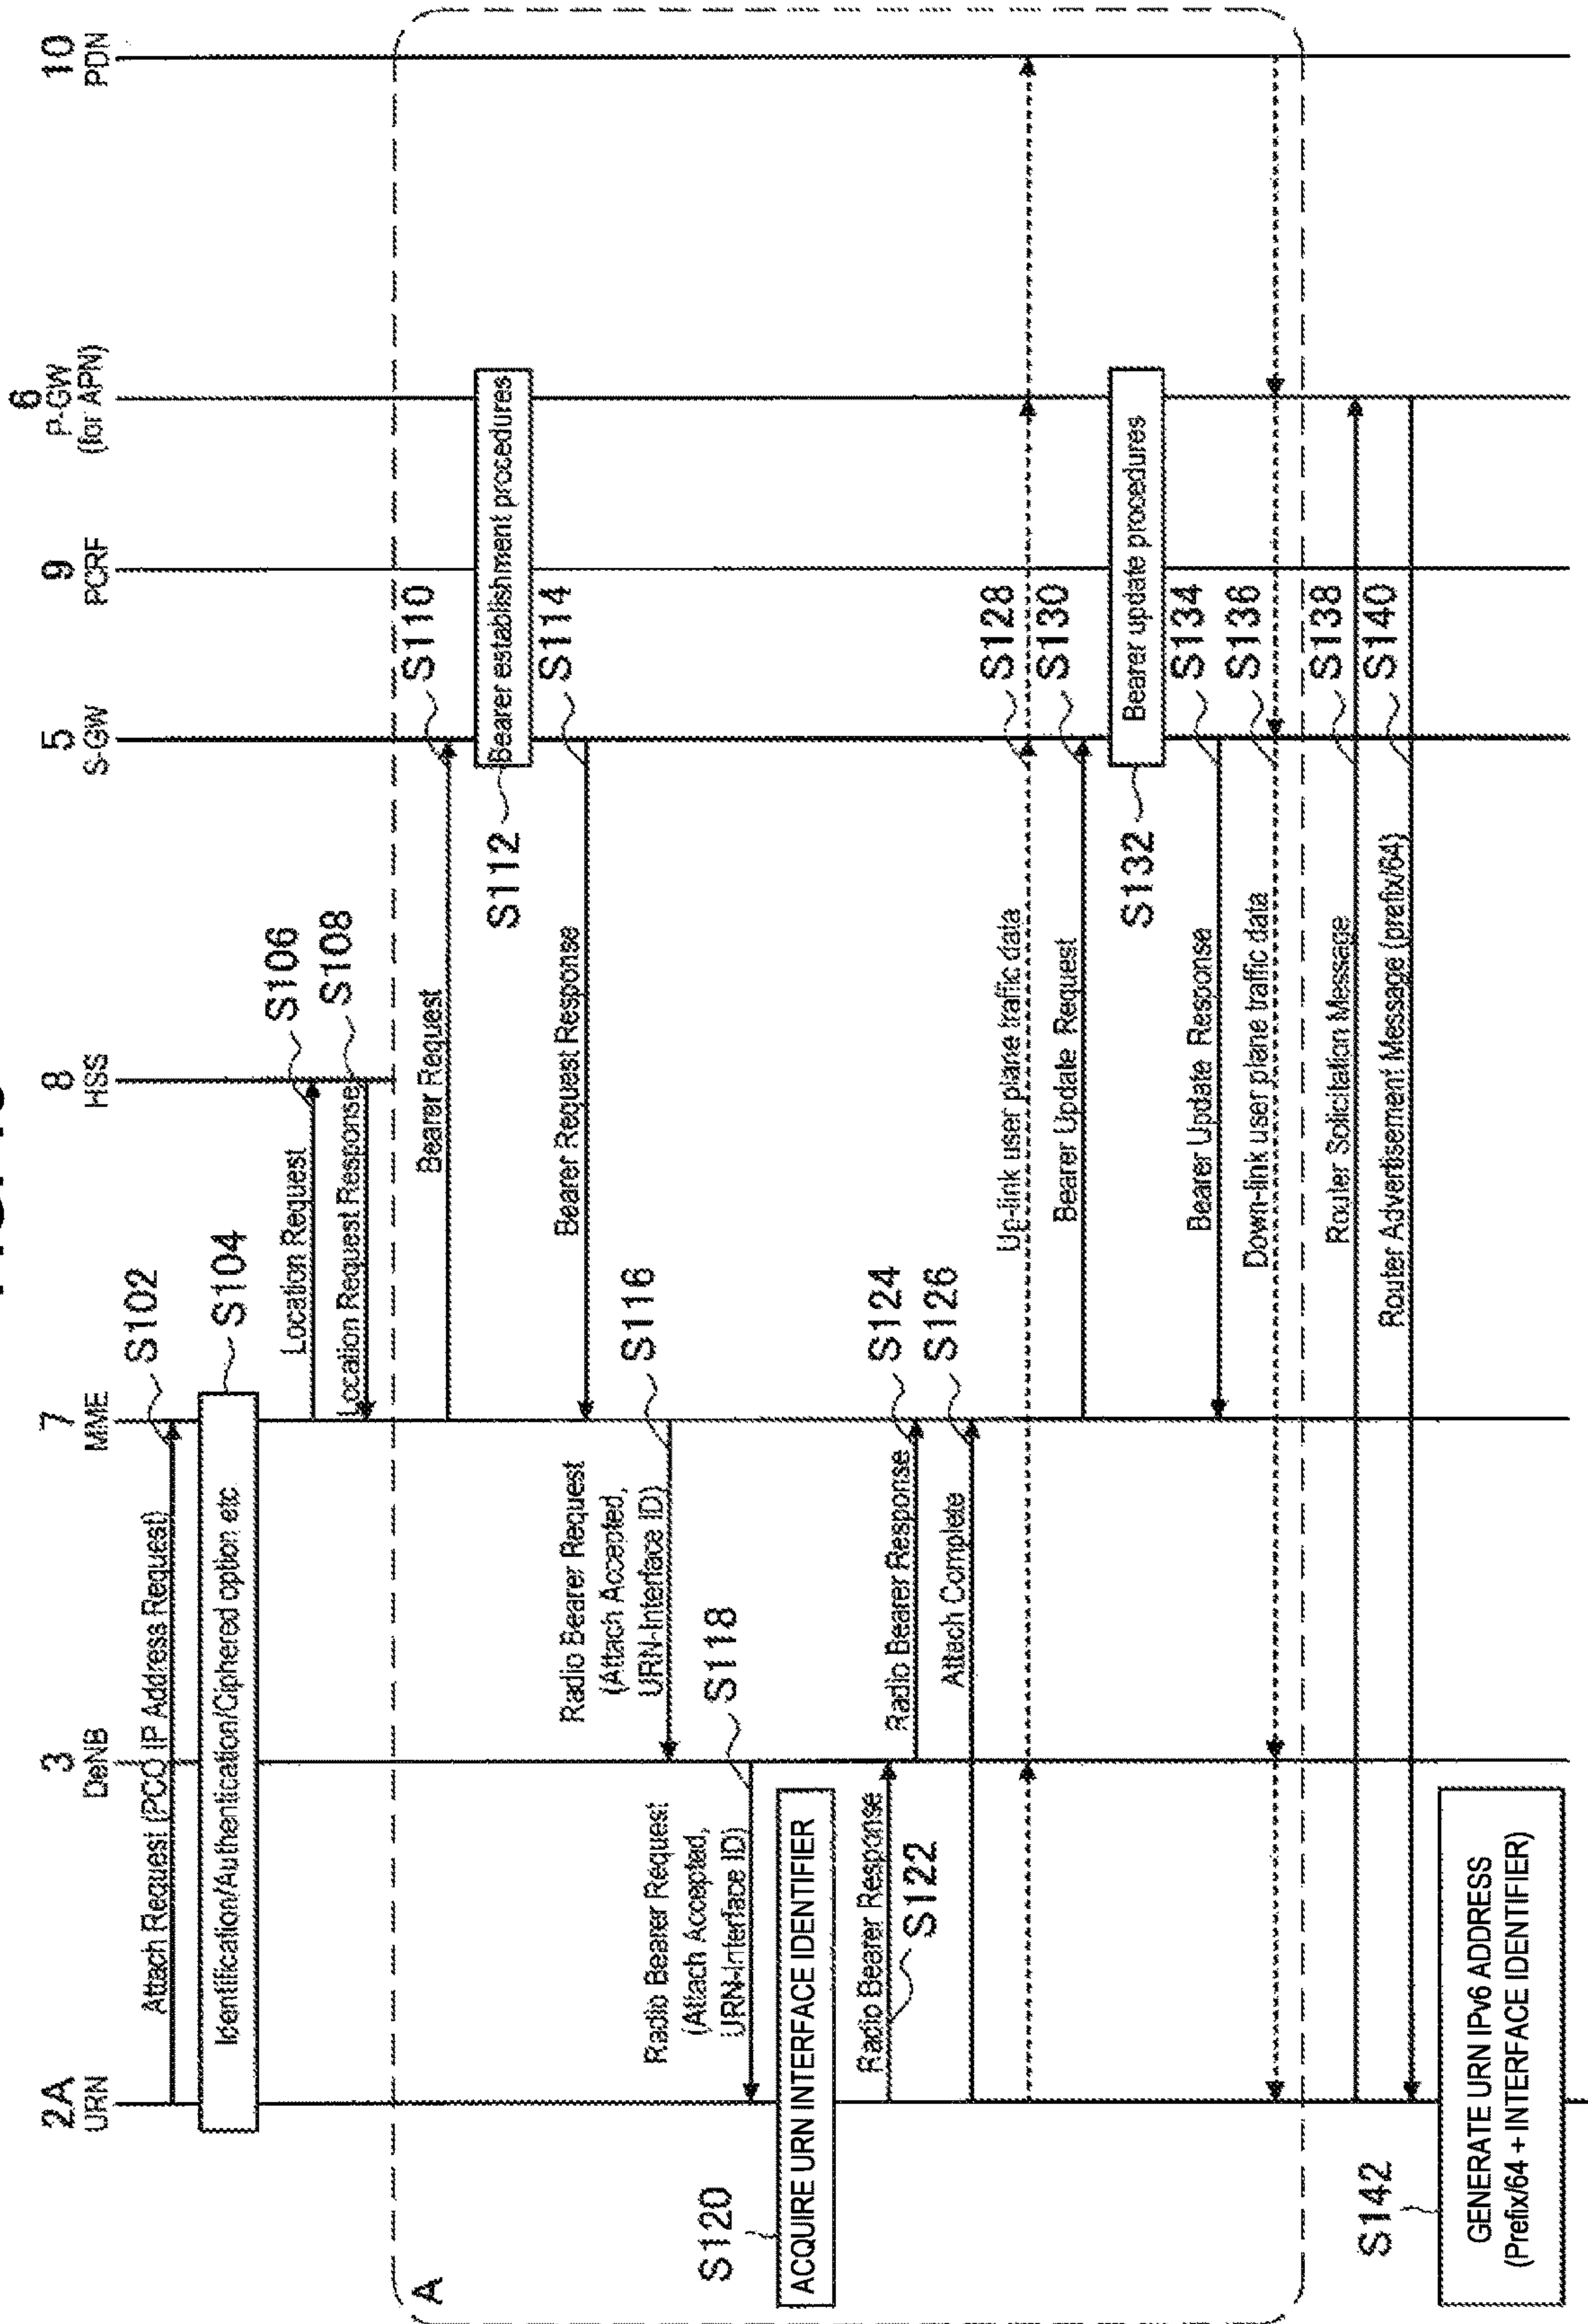 2A
URN
3
DeNB
7
MME
8
HSS
5
S-GW
9
PCRF
6
P-GW
(for APN)
10
PDN
Attach Request (PCO IP Address Request)
S102
Identification/Authentication/Ciphered option etc
S104
Location Request
S106
Location Request Response
S108
A
Bearer Request
S110
Bearer establishment procedures
S112
Bearer Request Response
S114
Radio Bearer Request
(Attach Accepted,
URN-Interface ID)
S116
Radio Bearer Request
(Attach Accepted,
URN-Interface ID)
S118
S120
ACQUIRE URN INTERFACE IDENTIFIER
Radio Bearer Response
S122
Radio Bearer Response
S124
Attach Complete
S126
Up-link user plane traffic data
S128
Bearer Update Request
S130
Bearer update procedures
S132
Bearer Update Response
S134
Down-link user plane traffic data
S136
Router Solicitation Message
S138
Router Advertisement Message (prefix/64)
S140
S142
GENERATE URN IPv6 ADDRESS
(Prefix/64 + INTERFACE IDENTIFIER)